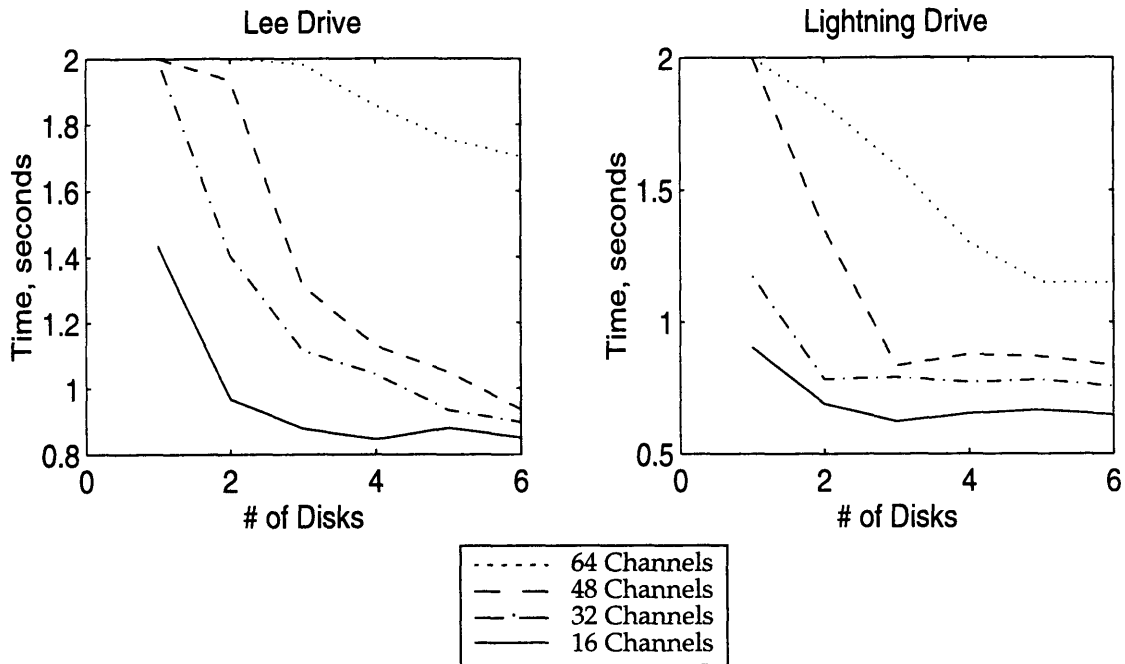 Lee Drive
2
1.8
1.6
1.4
1.2
1
0.8
Time, seconds
0
2
4
6
# of Disks
Lightning Drive
2
1.5
1
0.5
Time, seconds
0
2
4
6
# of Disks
64 Channels
48 Channels
32 Channels
16 Channels